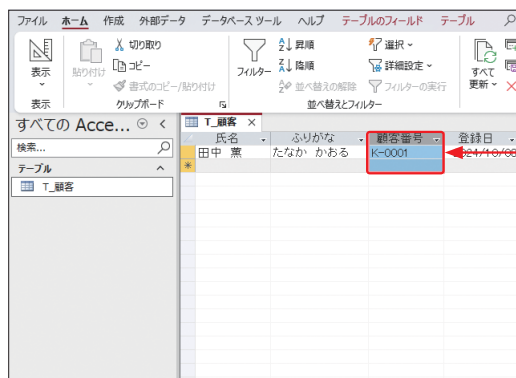 ファイル ホーム 作成 外部データ データベース ツール ヘルプ テーブルのフィールド テーブル
表示
貼り付け
切り取り
コピー
書式のコピー/貼り付け
フィルター
昇順
降順
並べ替えの解除
選択
詳細設定
フィルターの実行
すべて
更新
表示 クリップボード 並べ替えとフィルター
すべての Acce...
検索...
テーブル
T_顧客
T_顧客
氏名 ふりがな 顧客番号 登録日
田中 薫 たなか かおる K-0001